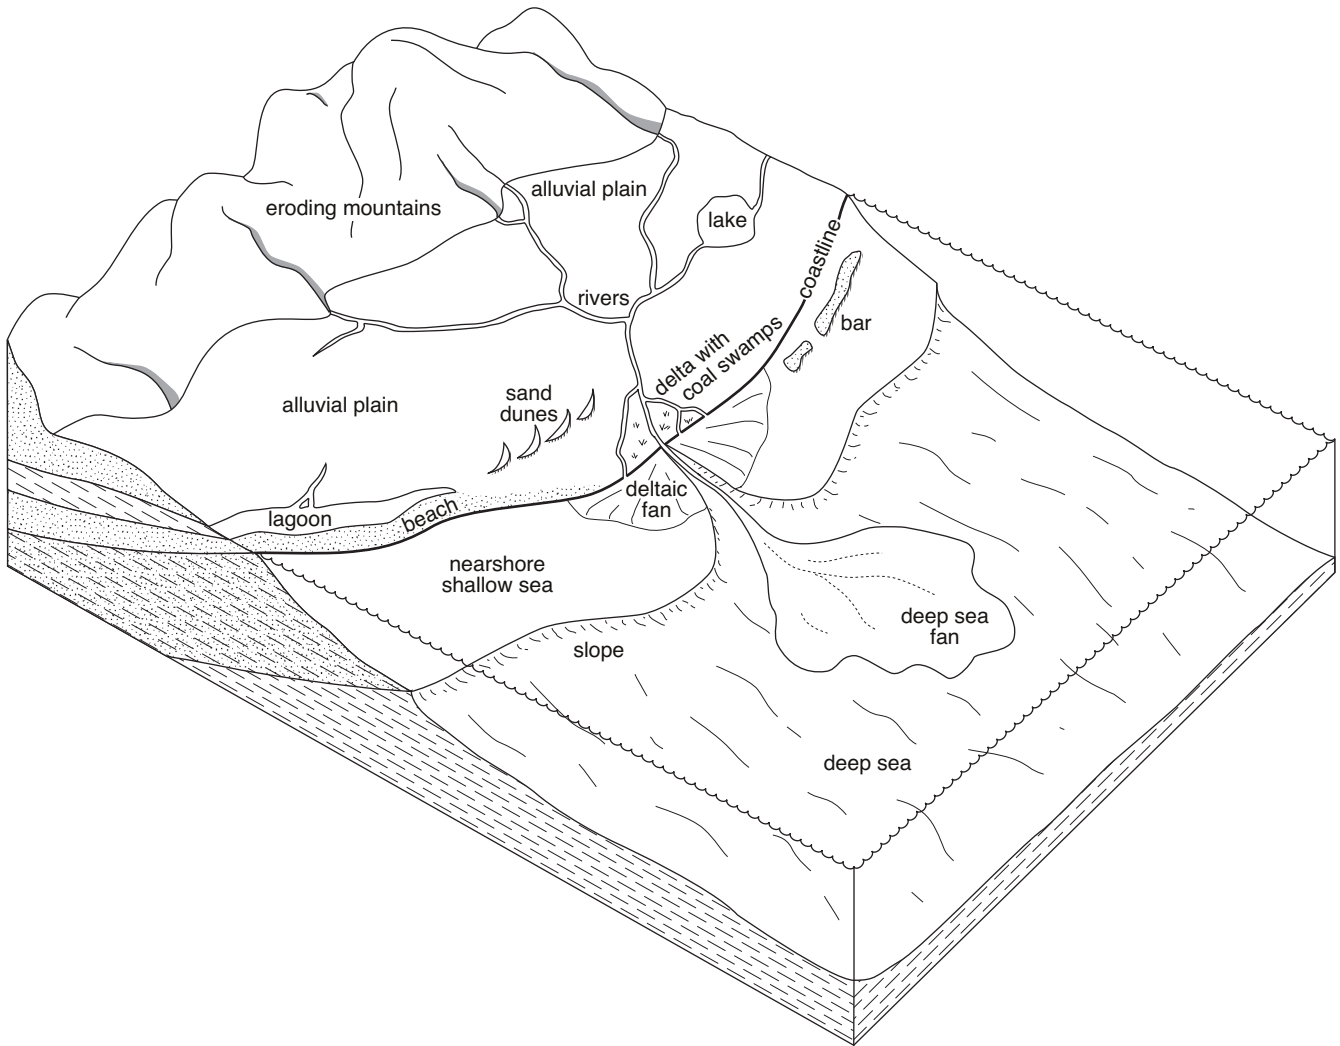 alluvial plain
eroding mountains
lake
coastline
rivers
bar
delta with
coal swamps
sand
dunes
alluvial plain
deltaic
fan
beach
lagoon
nearshore
shallow sea
deep sea
fan
slope
deep sea